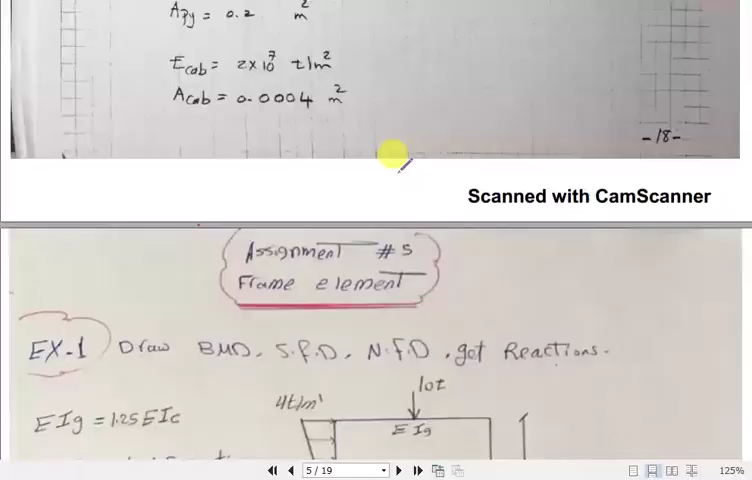 Apy = 0.2 m²
Ecab = 2x10⁷ t/m²
Acab = 0.0004 m²
-18-
Scanned with CamScanner
Assignment #5
Frame element
EX-1 Draw BMD, S.F.D, N.F.D, get Reactions.
10t
4t/m'
EIg = 1.25 EIc
EIg
5 / 19
125%